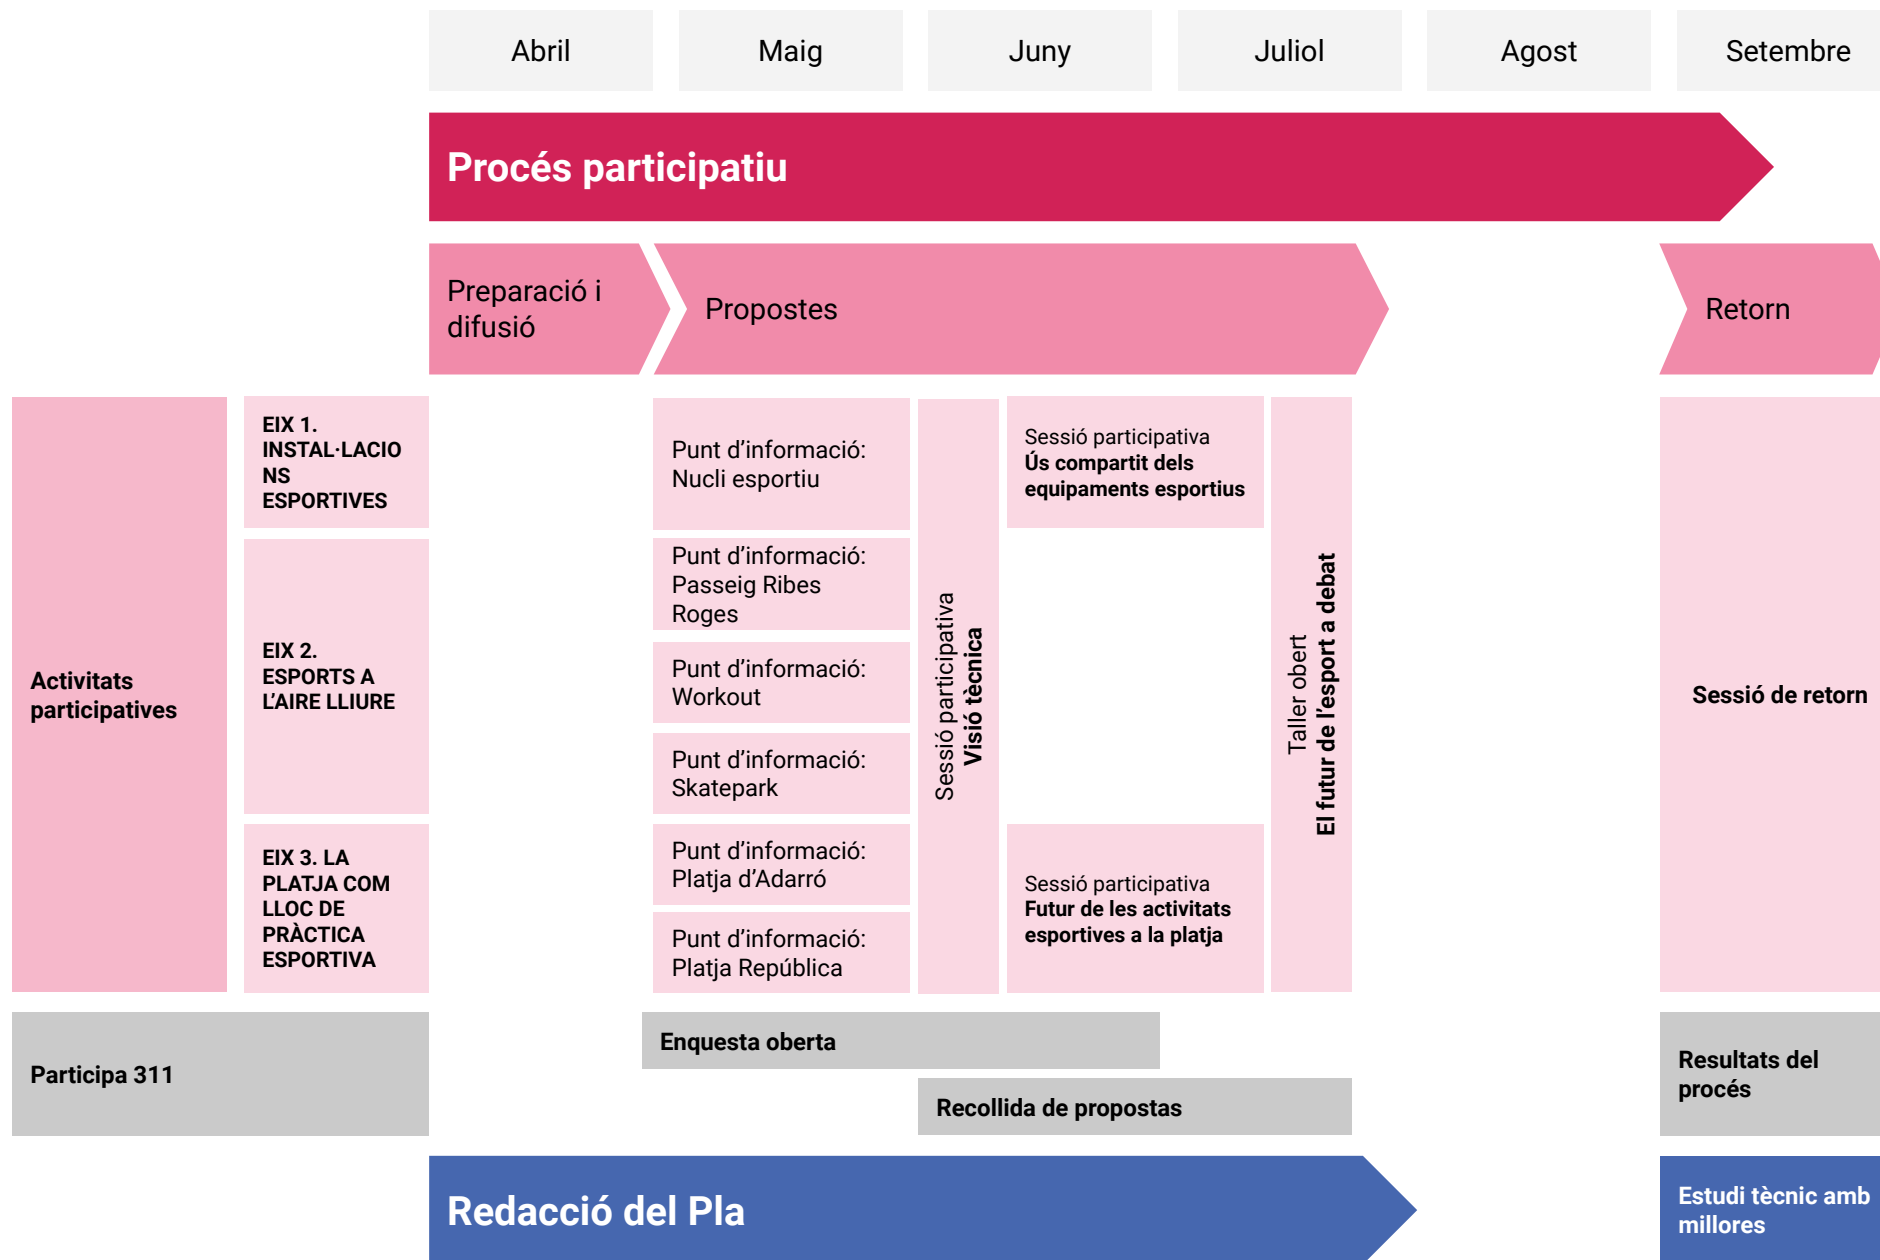 Abril
Maig
Juny
Juliol
Agost
Setembre
Procés participatiu
Preparació i
difusió
Propostes
Retorn
Activitats
participatives
EIX 1.
INSTAL·LACIO
NS
ESPORTIVES
EIX 2.
ESPORTS A
L’AIRE LLIURE
EIX 3. LA
PLATJA COM
LLOC DE
PRÀCTICA
ESPORTIVA
Punt d’informació:
Nucli esportiu
Punt d’informació:
Passeig Ribes
Roges
Punt d’informació:
Workout
Punt d’informació:
Skatepark
Punt d’informació:
Platja d’Adarró
Punt d’informació:
Platja República
Sessió participativa
Visió tècnica
Sessió participativa
Ús compartit dels
equipaments esportius
Sessió participativa
Futur de les activitats
esportives a la platja
Taller obert
El futur de l’esport a debat
Sessió de retorn
Participa 311
Enquesta oberta
Recollida de propostas
Resultats del
procés
Redacció del Pla
Estudi tècnic amb
millores